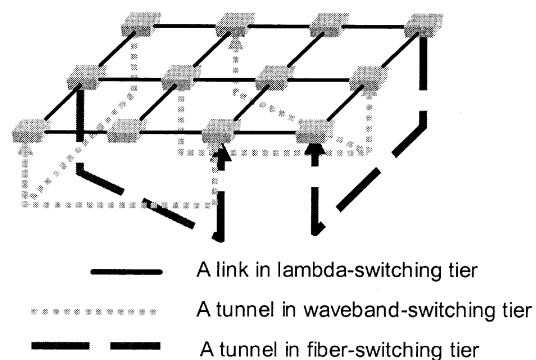 A link in lambda-switching tier
A tunnel in waveband-switching tier
A tunnel in fiber-switching tier